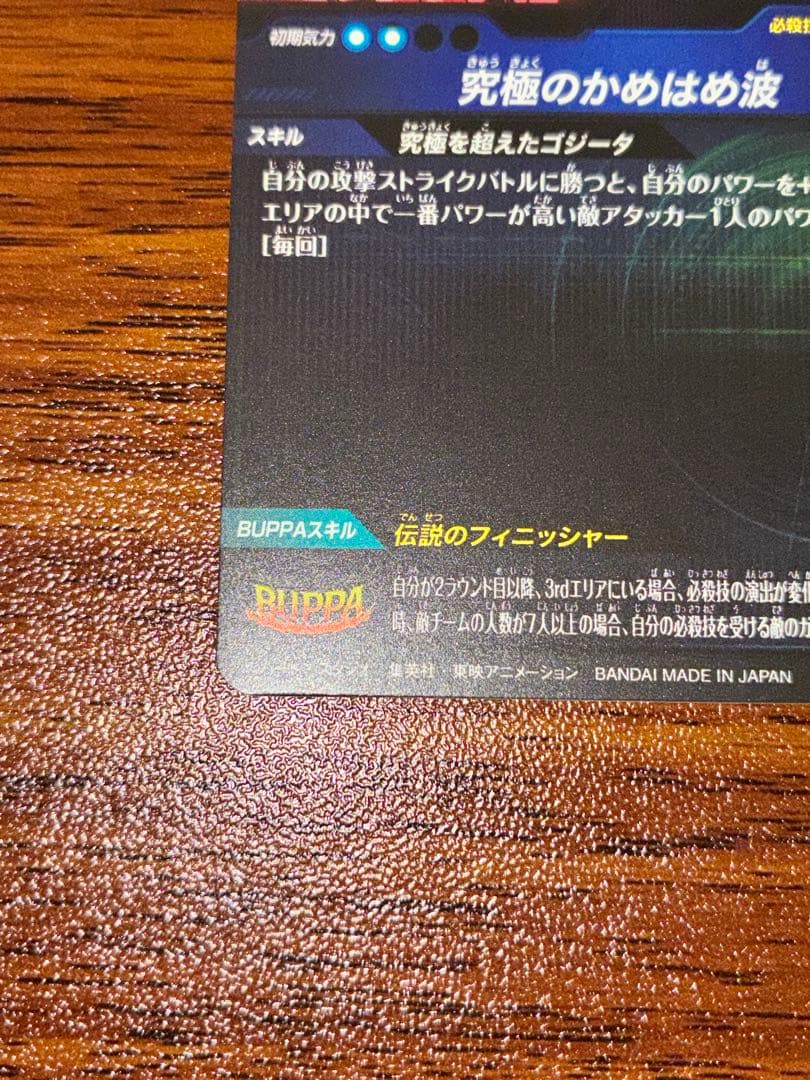 初期気力
必殺技
究極のかめはめ波
スキル 究極を超えたゴジータ
自分の攻撃ストライクバトルに勝つと、自分のパワーを+
エリアの中で一番パワーが高い敵アタッカー1人のパワ
[毎回]
BUPPAスキル 伝説のフィニッシャー
BUPPA
自分が2ラウンド目以降、3rdエリアにいる場合、必殺技の演出が変化
時、敵チームの人数が7人以上の場合、自分の必殺技を受ける敵のガ
集英社・東映アニメーション BANDAI MADE IN JAPAN